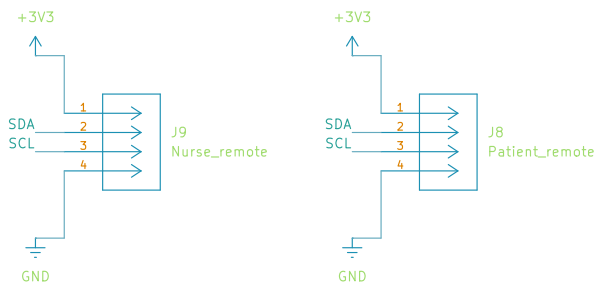 +3V3
1
SDA
2
SCL
3
4
J9
Nurse_remote
GND
+3V3
1
SDA
2
SCL
3
4
J8
Patient_remote
GND